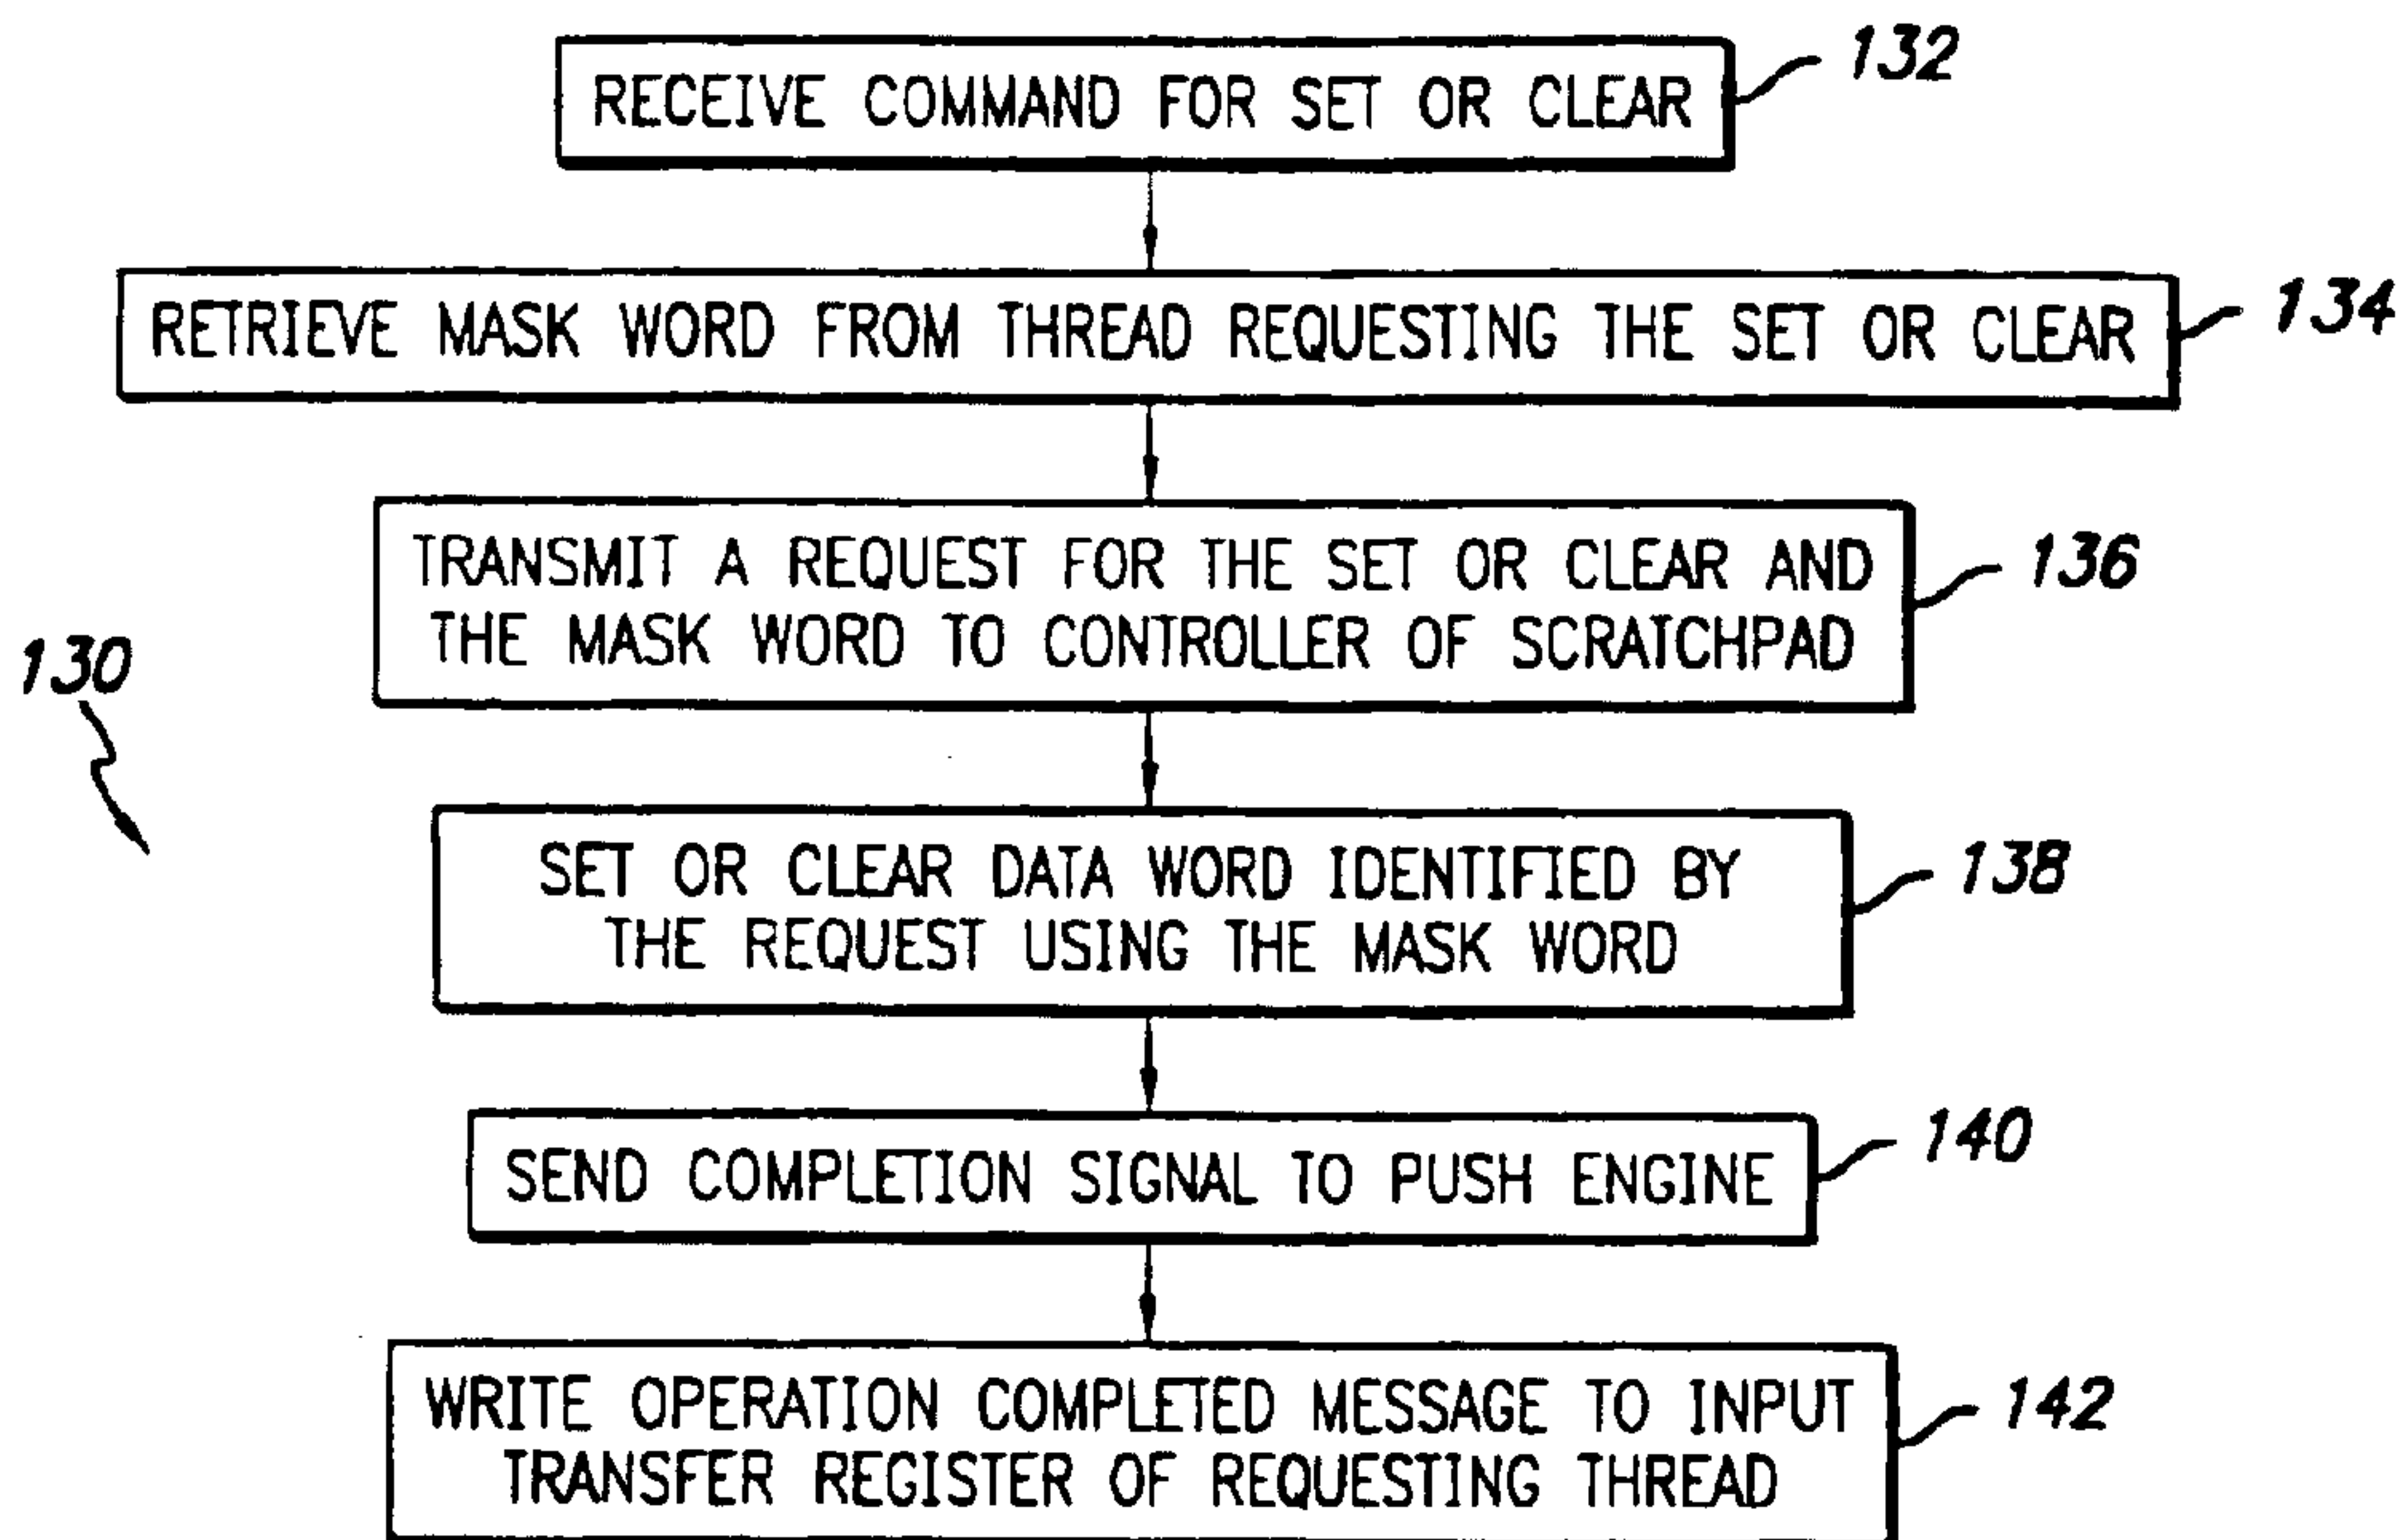 RECEIVE COMMAND FOR SET OR CLEAR
132
RETRIEVE MASK WORD FROM THREAD REQUESTING THE SET OR CLEAR
134
TRANSMIT A REQUEST FOR THE SET OR CLEAR AND
THE MASK WORD TO CONTROLLER OF SCRATCHPAD
136
130
SET OR CLEAR DATA WORD IDENTIFIED BY
THE REQUEST USING THE MASK WORD
138
SEND COMPLETION SIGNAL TO PUSH ENGINE
140
WRITE OPERATION COMPLETED MESSAGE TO INPUT
TRANSFER REGISTER OF REQUESTING THREAD
142